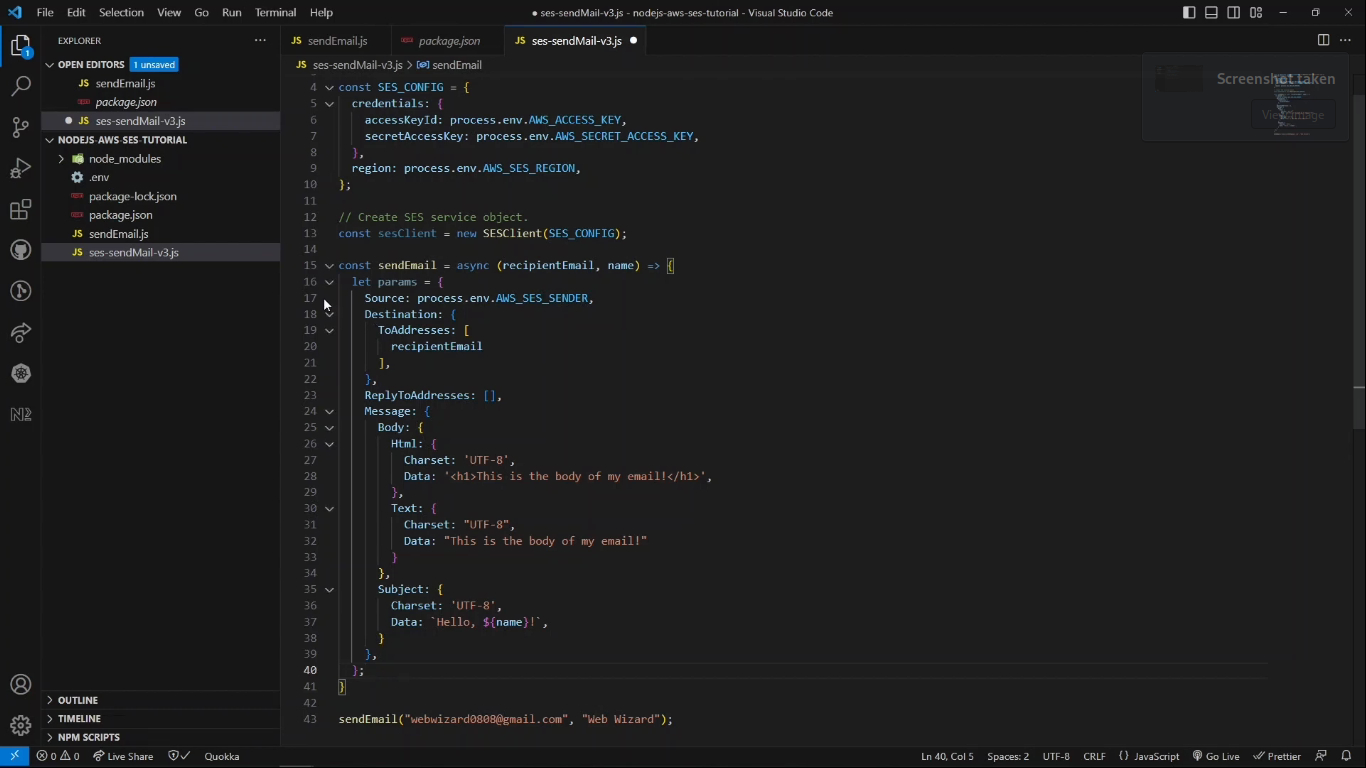 File Edit Selection View Go Run Terminal Help
● ses-sendMail-v3.js - nodejs-aws-ses-tutorial - Visual Studio Code
EXPLORER
OPEN EDITORS 1 unsaved
JS sendEmail.js
package.json
● JS ses-sendMail-v3.js
NODEJS-AWS-SES-TUTORIAL
node_modules
.env
package-lock.json
package.json
JS sendEmail.js
JS ses-sendMail-v3.js
OUTLINE
TIMELINE
NPM SCRIPTS
1
N2
JS sendEmail.js
package.json
JS ses-sendMail-v3.js ●
JS ses-sendMail-v3.js > sendEmail
Screenshot taken
View image
4 const SES_CONFIG = {
5 credentials: {
6 accessKeyId: process.env.AWS_ACCESS_KEY,
7 secretAccessKey: process.env.AWS_SECRET_ACCESS_KEY,
8 },
9 region: process.env.AWS_SES_REGION,
10 };
11
12 // Create SES service object.
13 const sesClient = new SESClient(SES_CONFIG);
14
15 const sendEmail = async (recipientEmail, name) => {
16 let params = {
17 Source: process.env.AWS_SES_SENDER,
18 Destination: {
19 ToAddresses: [
20 recipientEmail
21 ],
22 },
23 ReplyToAddresses: [],
24 Message: {
25 Body: {
26 Html: {
27 Charset: 'UTF-8',
28 Data: '<h1>This is the body of my email!</h1>',
29 },
30 Text: {
31 Charset: "UTF-8",
32 Data: "This is the body of my email!"
33 }
34 },
35 Subject: {
36 Charset: 'UTF-8',
37 Data: `Hello, ${name}!`,
38 }
39 },
40 };
41 }
42
43 sendEmail("webwizard0808@gmail.com", "Web Wizard");
0 0 Live Share Quokka
Ln 40, Col 5 Spaces: 2 UTF-8 CRLF {} JavaScript Go Live Prettier